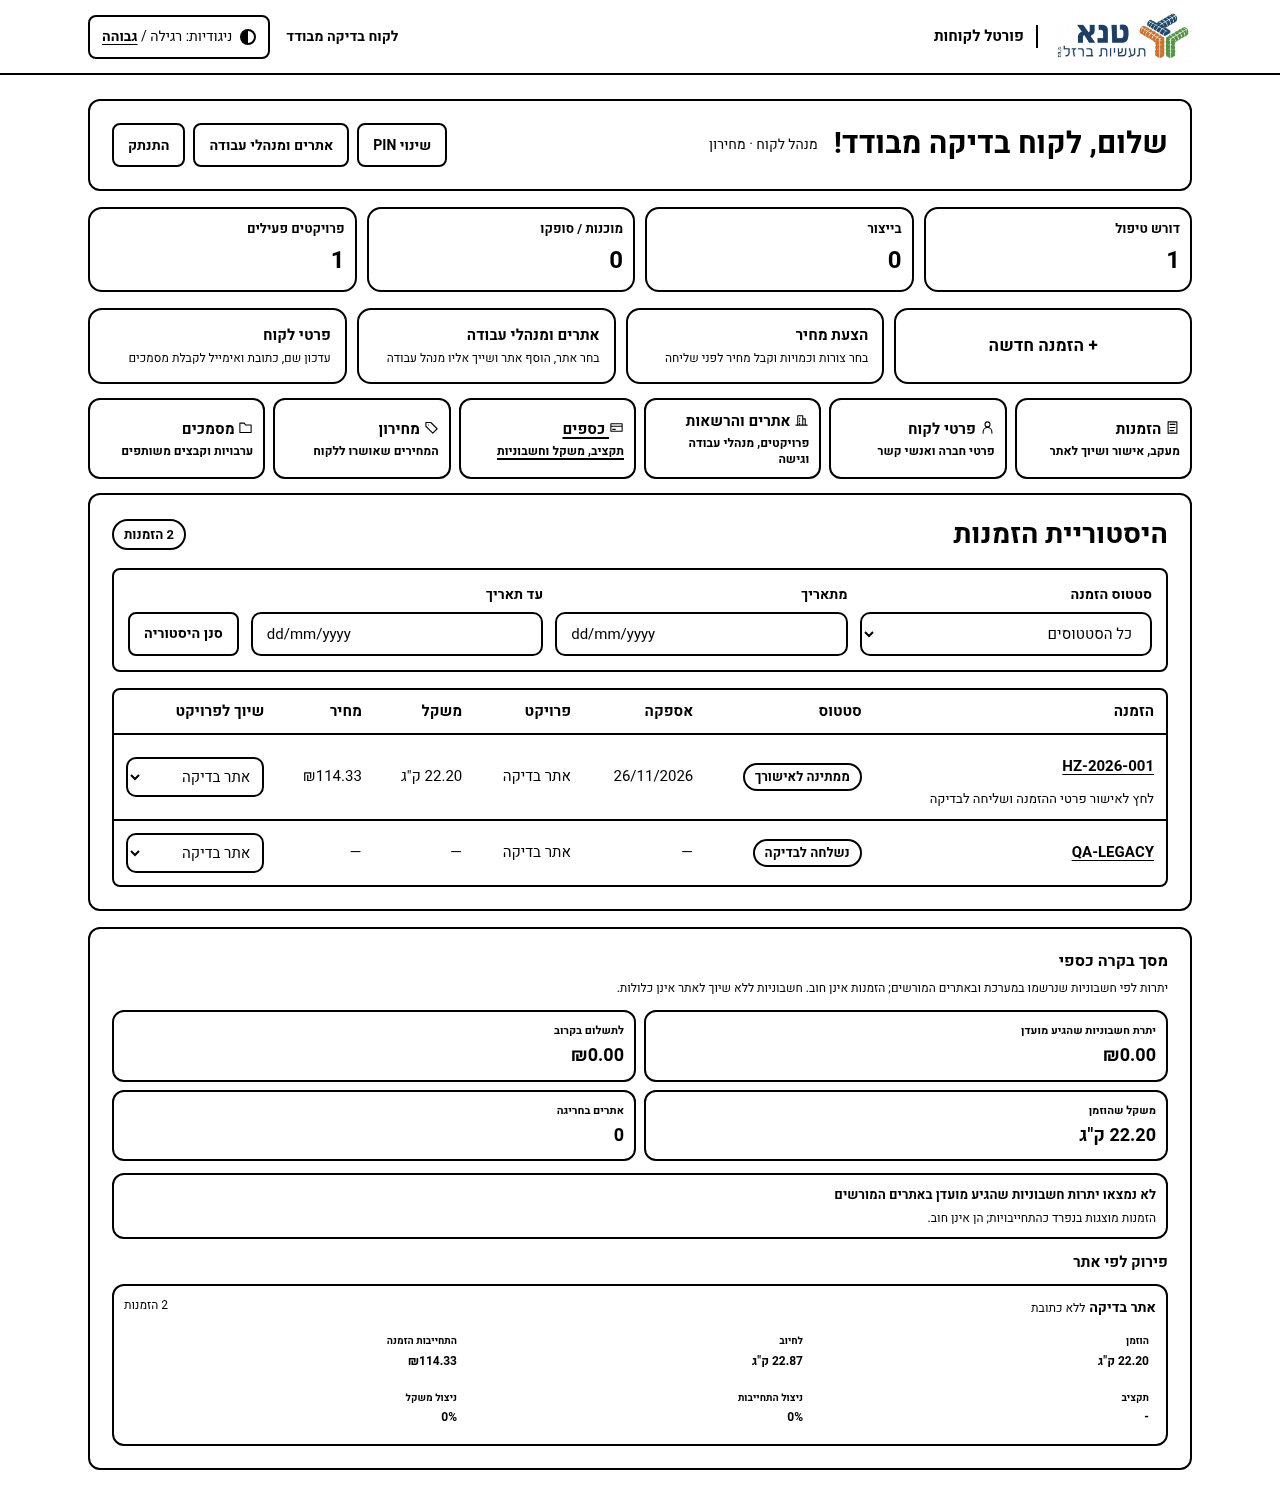 טנא
תעשיות ברזל
פורטל לקוחות
לקוח בדיקה מבודד
ניגודיות: רגילה / גבוהה
שלום, לקוח בדיקה מבודד!
מנהל לקוח · מחירון
שינוי PIN
אתרים ומנהלי עבודה
התנתק
דורש טיפול
1
בייצור
0
מוכנות / סופקו
0
פרויקטים פעילים
1
+ הזמנה חדשה
הצעת מחיר
בחר צורות וכמויות וקבל מחיר לפני שליחה
אתרים ומנהלי עבודה
בחר אתר, הוסף אתר ושייך אליו מנהל עבודה
פרטי לקוח
עדכון שם, כתובת ואימייל לקבלת מסמכים
הזמנות
מעקב, אישור ושיוך לאתר
פרטי לקוח
פרטי חברה ואנשי קשר
אתרים והרשאות
פרויקטים, מנהלי עבודה
וגישה
כספים
תקציב, משקל וחשבוניות
מחירון
המחירים שאושרו ללקוח
מסמכים
ערבויות וקבצים משותפים
היסטוריית הזמנות
2 הזמנות
סטטוס הזמנה
כל הסטטוסים
מתאריך
dd/mm/yyyy
עד תאריך
dd/mm/yyyy
סנן היסטוריה
הזמנה סטטוס אספקה פרויקט משקל מחיר שיוך לפרויקט
HZ-2026-001 ממתינה לאישורך 26/11/2026 אתר בדיקה 22.20 ק"ג ₪114.33 אתר בדיקה
לחץ לאישור פרטי ההזמנה ושליחה לבדיקה
QA-LEGACY נשלחה לבדיקה — אתר בדיקה — — אתר בדיקה
מסך בקרה כספי
יתרות לפי חשבוניות שנרשמו במערכת ובאתרים המורשים; הזמנות אינן חוב. חשבוניות ללא שיוך לאתר אינן כלולות.
יתרת חשבוניות שהגיע מועדן
₪0.00
לתשלום בקרוב
₪0.00
משקל שהוזמן
22.20 ק"ג
אתרים בחריגה
0
לא נמצאו יתרות חשבוניות שהגיע מועדן באתרים המורשים
הזמנות מוצגות בנפרד כהתחייבויות; הן אינן חוב.
פירוק לפי אתר
אתר בדיקה ללא כתובת
2 הזמנות
הוזמן
22.20 ק"ג
לחיוב
22.87 ק"ג
התחייבות הזמנה
₪114.33
תקציב
-
ניצול התחייבות
0%
ניצול משקל
0%